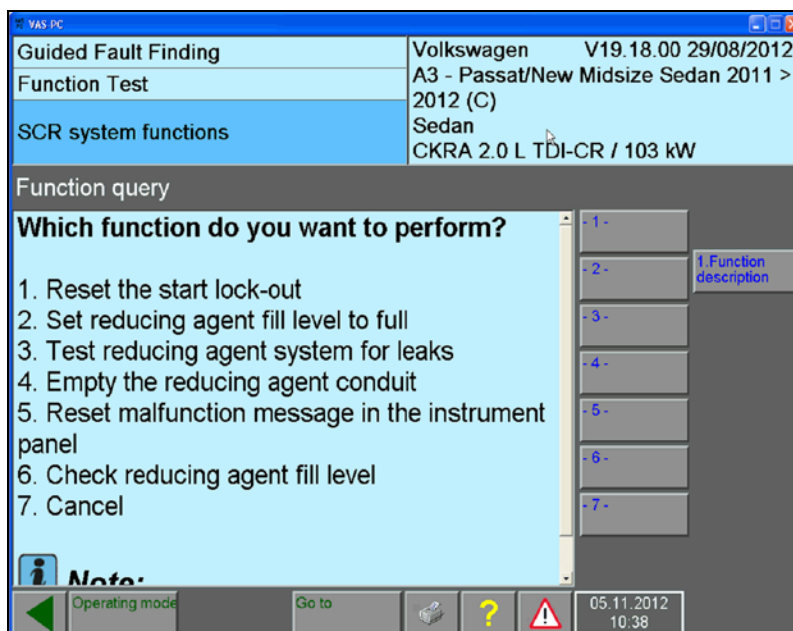 VAS-PC
Guided Fault Finding
Function Test
SCR system functions
Volkswagen V19.18.00 29/08/2012
A3 - Passat/New Midsize Sedan 2011 >
2012 (C)
Sedan
CKRA 2.0 L TDI-CR / 103 kW
Function query
Which function do you want to perform?
1. Reset the start lock-out
2. Set reducing agent fill level to full
3. Test reducing agent system for leaks
4. Empty the reducing agent conduit
5. Reset malfunction message in the instrument
panel
6. Check reducing agent fill level
7. Cancel
Note:
- 1 -
- 2 -
- 3 -
- 4 -
- 5 -
- 6 -
- 7 -
1.Function
description
Operating mode
Go to
05.11.2012
10:38